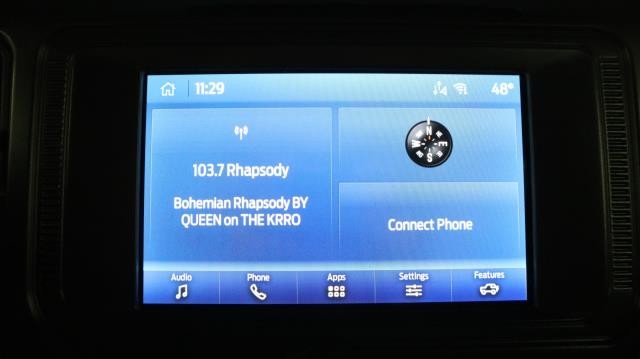 11:29
48°
103.7 Rhapsody
Bohemian Rhapsody BY
QUEEN on THE KRRO
N
W E
S
Connect Phone
Audio Phone Apps Settings Features